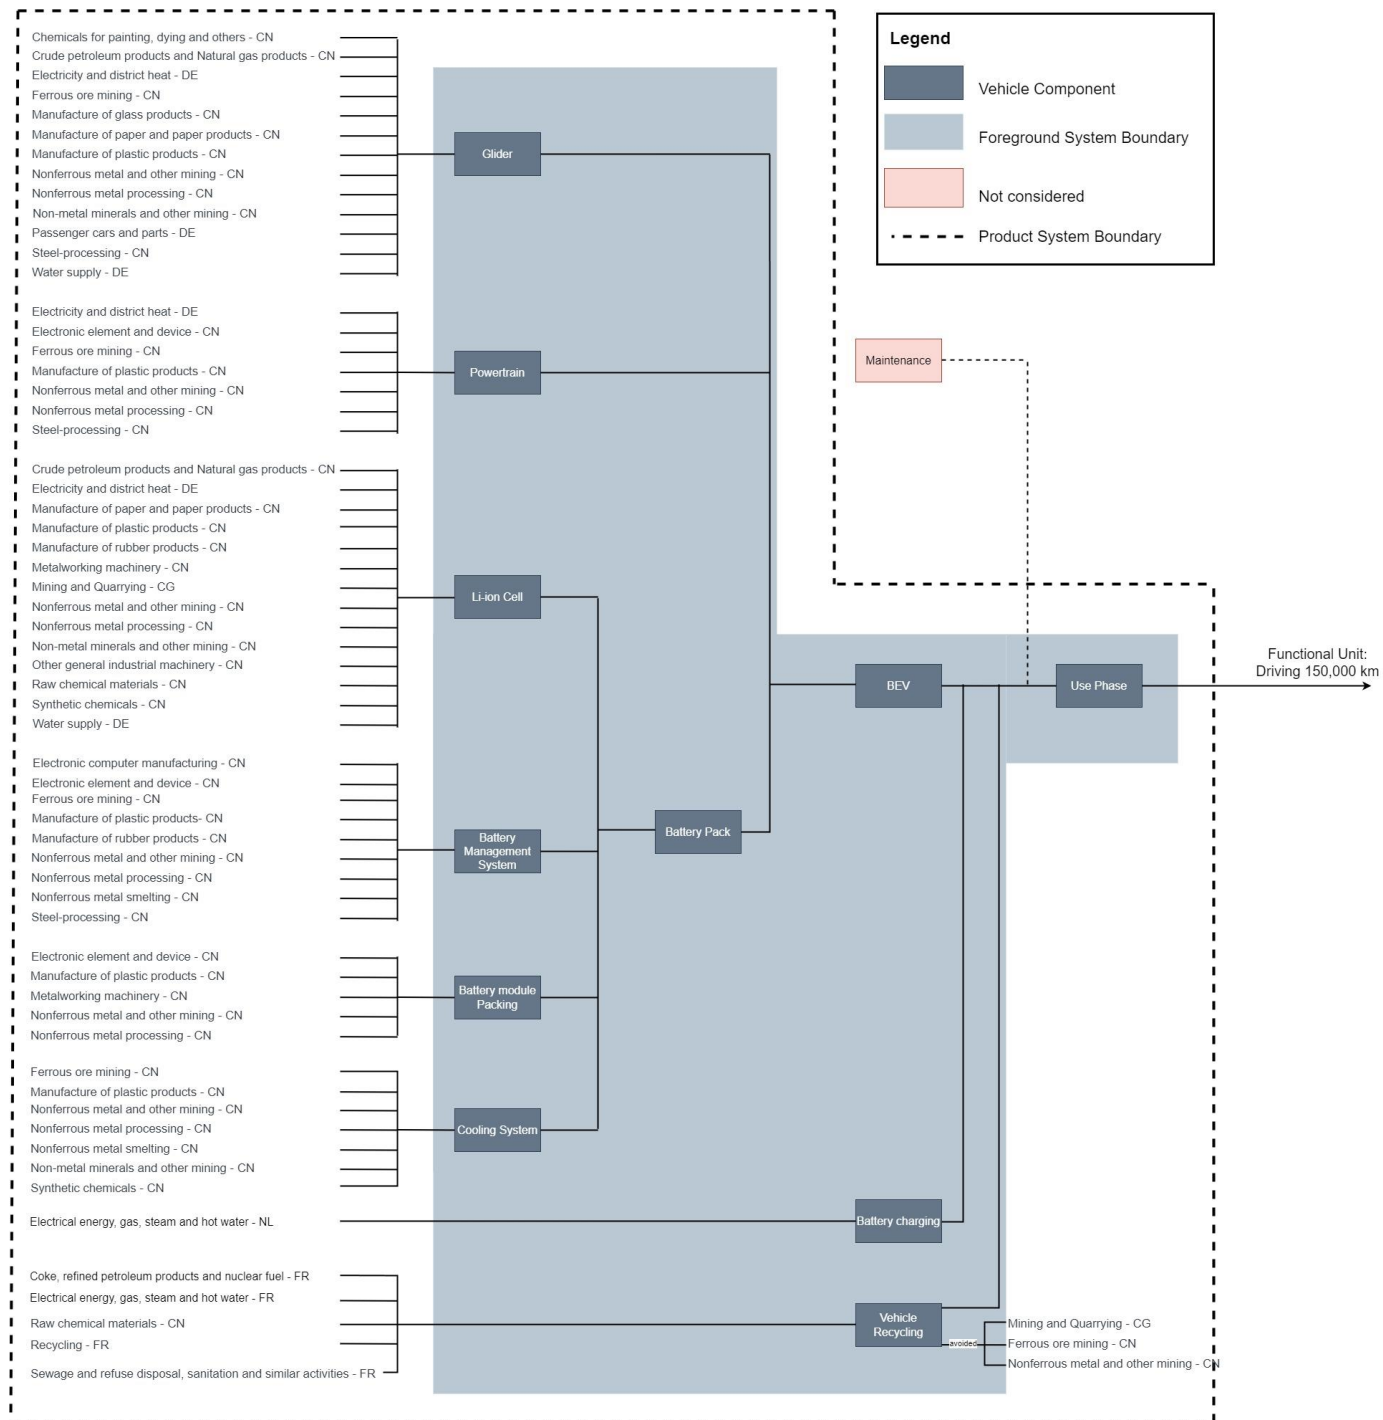 Legend
Vehicle Component
Foreground System Boundary
Not considered
Product System Boundary
Chemicals for painting, dying and others - CN
Crude petroleum products and Natural gas products - CN
Electricity and district heat - DE
Ferrous ore mining - CN
Manufacture of glass products - CN
Manufacture of paper and paper products - CN
Manufacture of plastic products - CN
Nonferrous metal and other mining - CN
Nonferrous metal processing - CN
Non-metal minerals and other mining - CN
Passenger cars and parts - DE
Steel-processing - CN
Water supply - DE
Glider
Electricity and district heat - DE
Electronic element and device - CN
Ferrous ore mining - CN
Manufacture of plastic products - CN
Nonferrous metal and other mining - CN
Nonferrous metal processing - CN
Steel-processing - CN
Powertrain
Maintenance
Crude petroleum products and Natural gas products - CN
Electricity and district heat - DE
Manufacture of paper and paper products - CN
Manufacture of plastic products - CN
Manufacture of rubber products - CN
Metalworking machinery - CN
Mining and Quarrying - CG
Nonferrous metal and other mining - CN
Nonferrous metal processing - CN
Non-metal minerals and other mining - CN
Other general industrial machinery - CN
Raw chemical materials - CN
Synthetic chemicals - CN
Water supply - DE
Li-ion Cell
BEV
Use Phase
Functional Unit:
Driving 150,000 km
Electronic computer manufacturing - CN
Electronic element and device - CN
Ferrous ore mining - CN
Manufacture of plastic products- CN
Manufacture of rubber products - CN
Nonferrous metal and other mining - CN
Nonferrous metal processing - CN
Nonferrous metal smelting - CN
Steel-processing - CN
Battery
Management
System
Battery Pack
Electronic element and device - CN
Manufacture of plastic products - CN
Metalworking machinery - CN
Nonferrous metal and other mining - CN
Nonferrous metal processing - CN
Battery module
Packing
Ferrous ore mining - CN
Manufacture of plastic products - CN
Nonferrous metal and other mining - CN
Nonferrous metal processing - CN
Nonferrous metal smelting - CN
Non-metal minerals and other mining - CN
Synthetic chemicals - CN
Cooling System
Electrical energy, gas, steam and hot water - NL
Battery charging
Coke, refined petroleum products and nuclear fuel - FR
Electrical energy, gas, steam and hot water - FR
Raw chemical materials - CN
Recycling - FR
Sewage and refuse disposal, sanitation and similar activities - FR
Vehicle
Recycling
avoided
Mining and Quarrying - CG
Ferrous ore mining - CN
Nonferrous metal and other mining - CN